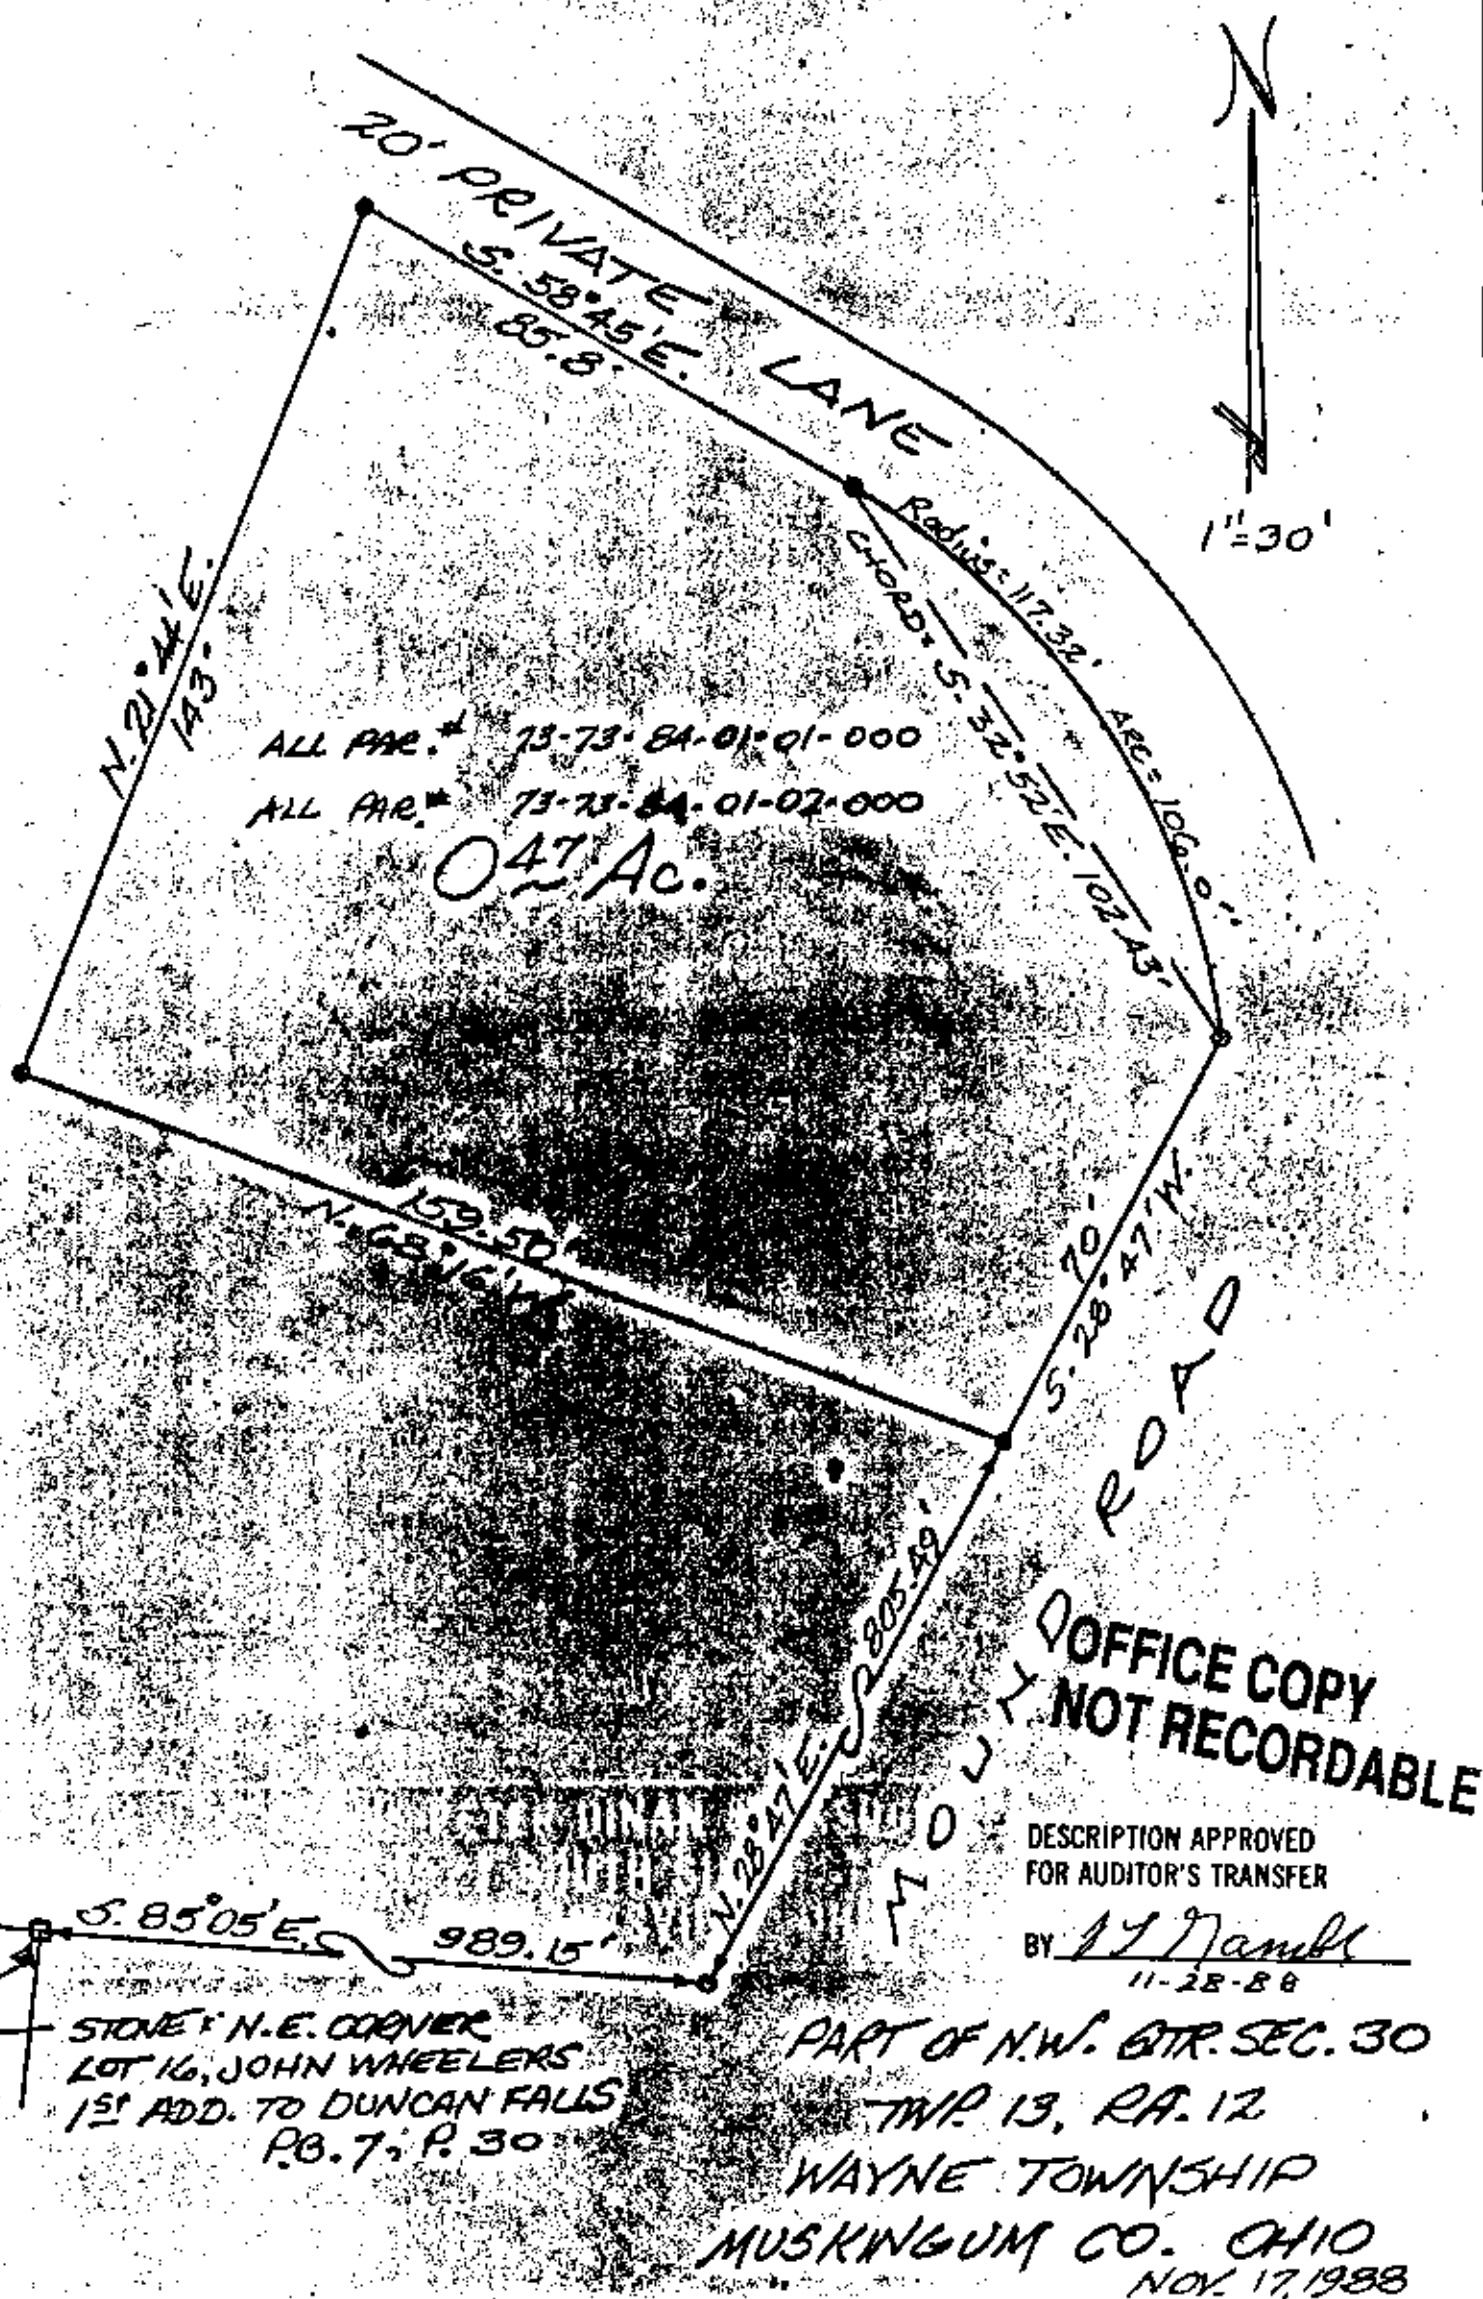 N
1"=30'
20' PRIVATE LANE
S. 58°45'E.
85.8'
Radius= 117.32'
ARC= 106.0'
CHORD= S. 32°52'E. 102.43'
N. 21°44'E.
143'
ALL PAR.# 73-73-84-01-01-000
ALL PAR.# 73-73-84-01-02-000
0.47 Ac.
159.50'
N. 68°16'W.
70'
S. 28°47'W.
ROAD
N. 28°47'E. 805.49'
OFFICE COPY
NOT RECORDABLE
DESCRIPTION APPROVED
FOR AUDITOR'S TRANSFER
BY
11-28-88
S. 85°05'E. 989.15'
STONE: N.E. CORNER
LOT 16, JOHN WHEELERS
1ST ADD. TO DUNCAN FALLS
P.B. 7; P. 30
PART OF N.W. QTR. SEC. 30
TWP. 13, RA. 12
WAYNE TOWNSHIP
MUSKINGUM CO. OHIO
NOV. 17, 1988